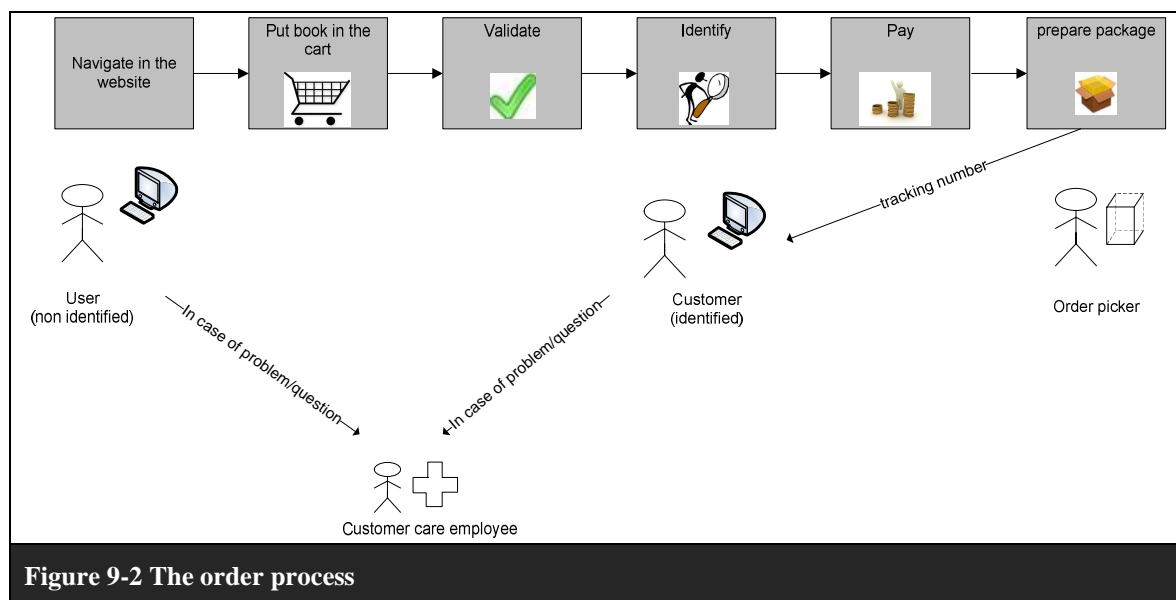 Navigate in the
website
Put book in the
cart
Validate
Identify
Pay
prepare package
tracking number
User
(non identified)
Customer
(identified)
Order picker
In case of problem/question
In case of problem/question
Customer care employee
Figure 9-2 The order process